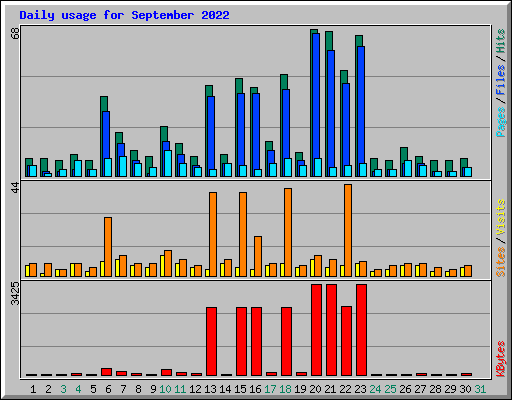 Daily usage for September 2022
68
Pages / Files / Hits
44
Sites / Visits
3425
KBytes
1 2 3 4 5 6 7 8 9 10 11 12 13 14 15 16 17 18 19 20 21 22 23 24 25 26 27 28 29 30 31